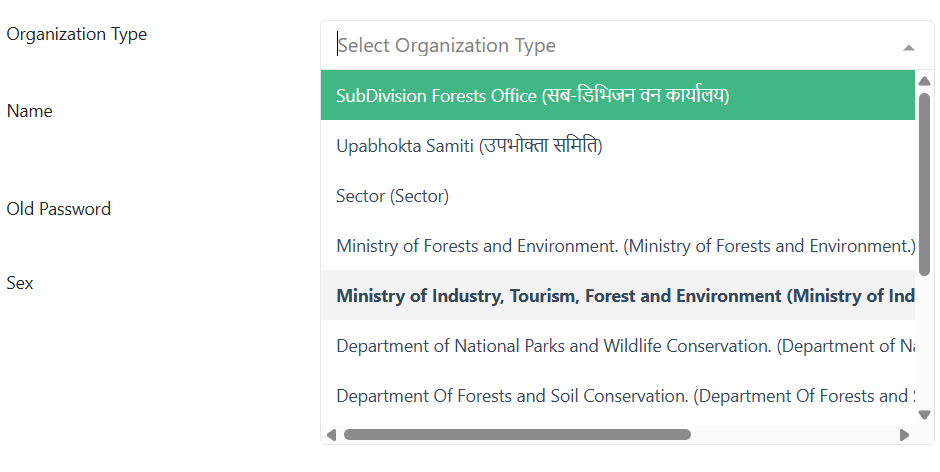 Organization Type
Select Organization Type
SubDivision Forests Office (सब-डिभिजन वन कार्यालय)
Name
Upabhokta Samiti (उपभोक्ता समिति)
Sector (Sector)
Old Password
Ministry of Forests and Environment. (Ministry of Forests and Environment.)
Sex
Ministry of Industry, Tourism, Forest and Environment (Ministry of Ind
Department of National Parks and Wildlife Conservation. (Department of Na
Department Of Forests and Soil Conservation. (Department Of Forests and S